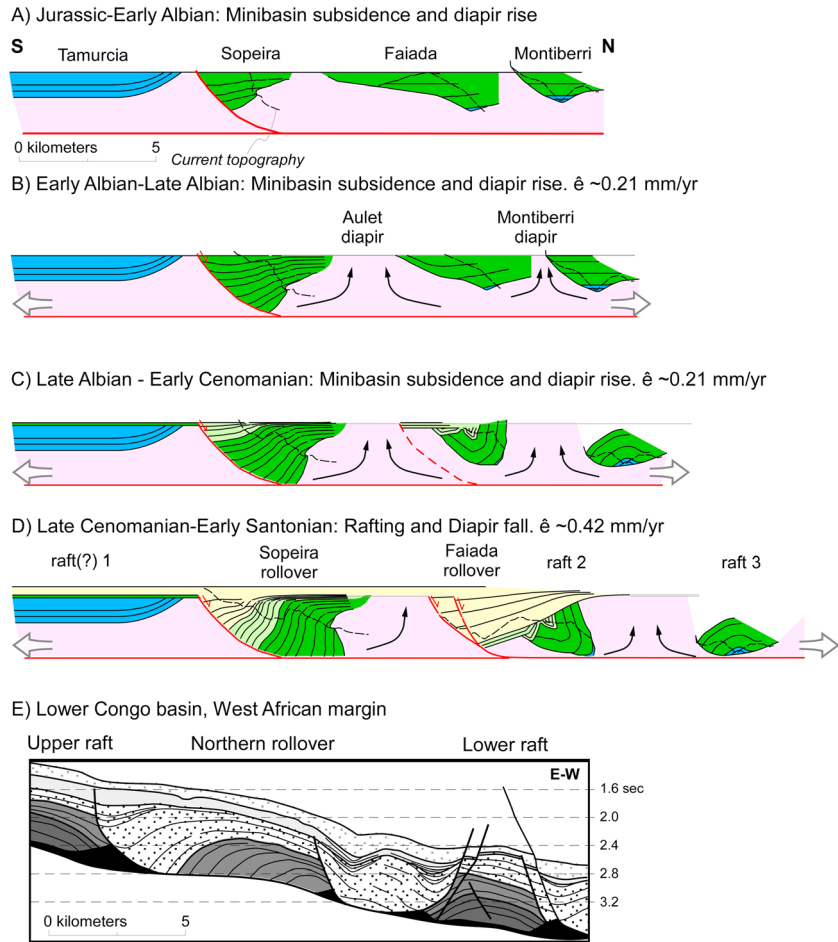 A) Jurassic-Early Albian: Minibasin subsidence and diapir rise
S Tamurcia Sopeira Faiada Montiberri N
0 kilometers 5
Current topography
B) Early Albian-Late Albian: Minibasin subsidence and diapir rise. ê ~0.21 mm/yr
Aulet
diapir
Montiberri
diapir
C) Late Albian - Early Cenomanian: Minibasin subsidence and diapir rise. ê ~0.21 mm/yr
D) Late Cenomanian-Early Santonian: Rafting and Diapir fall. ê ~0.42 mm/yr
raft(?) 1
Sopeira
rollover
Faiada
rollover
raft 2
raft 3
E) Lower Congo basin, West African margin
Upper raft Northern rollover Lower raft
E-W
1.6 sec
2.0
2.4
2.8
3.2
0 kilometers 5